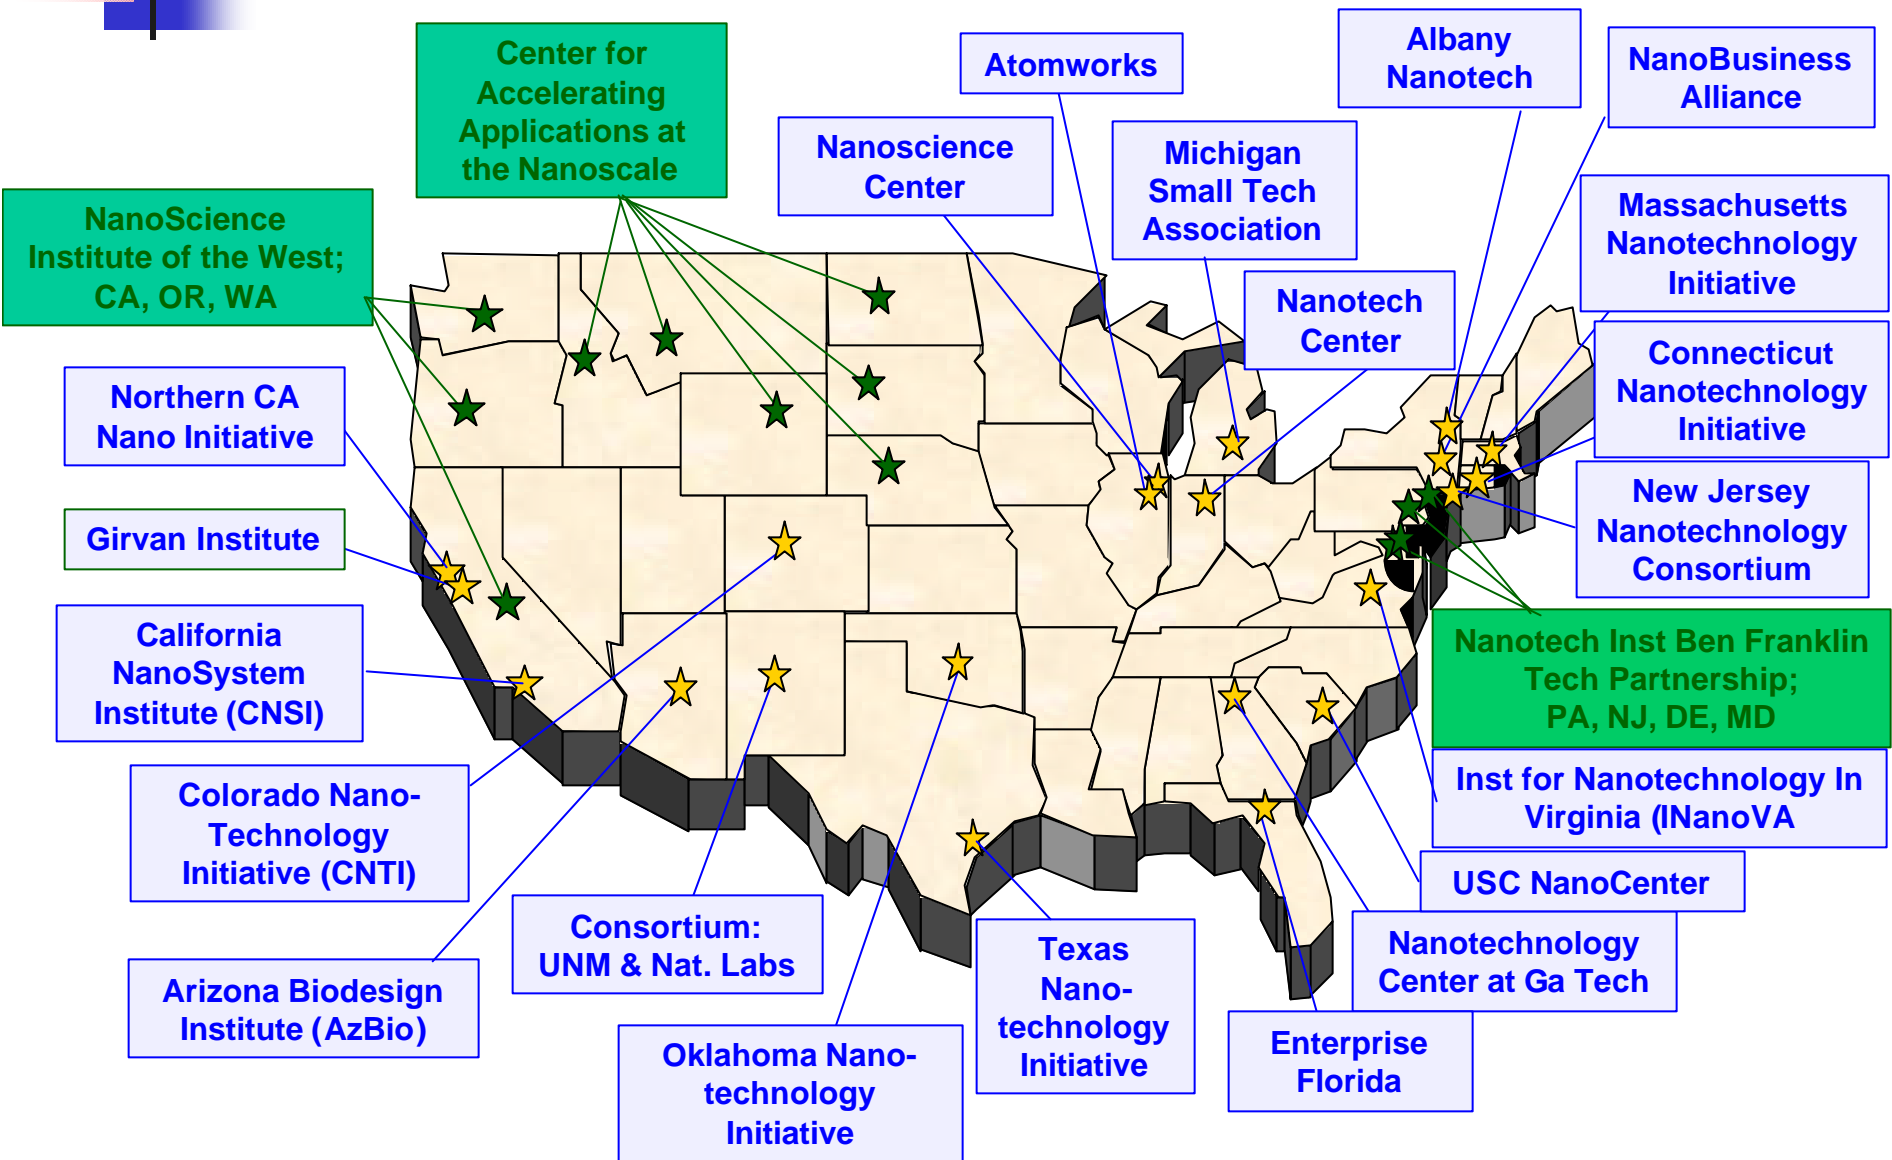 Center for
Accelerating
Applications at
the Nanoscale
Atomworks
Albany
Nanotech
NanoBusiness
Alliance
Nanoscience
Center
Michigan
Small Tech
Association
Massachusetts
Nanotechnology
Initiative
NanoScience
Institute of the West;
CA, OR, WA
Nanotech
Center
Connecticut
Nanotechnology
Initiative
Northern CA
Nano Initiative
New Jersey
Nanotechnology
Consortium
Girvan Institute
California
NanoSystem
Institute (CNSI)
Nanotech Inst Ben Franklin
Tech Partnership;
PA, NJ, DE, MD
Colorado Nano-
Technology
Initiative (CNTI)
Inst for Nanotechnology In
Virginia (INanoVA
USC NanoCenter
Consortium:
UNM & Nat. Labs
Texas
Nano-
technology
Initiative
Nanotechnology
Center at Ga Tech
Arizona Biodesign
Institute (AzBio)
Oklahoma Nano-
technology
Initiative
Enterprise
Florida